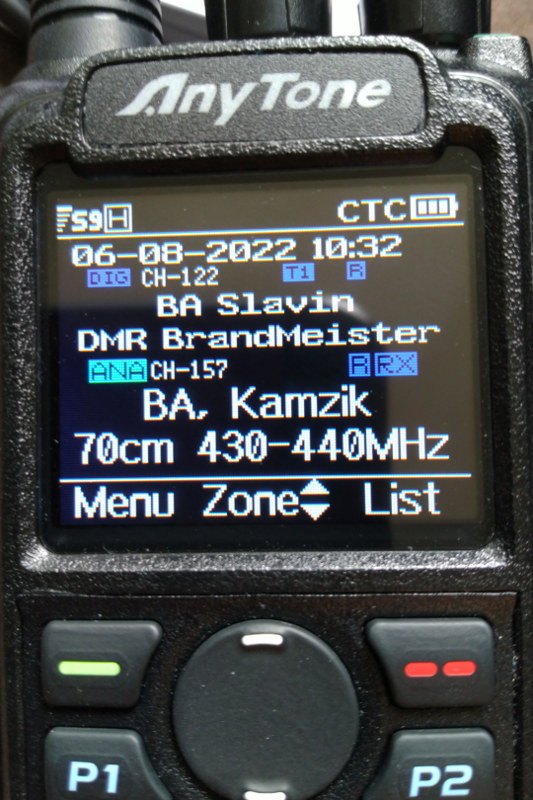 AnyTone
S9 H CTC
06-08-2022 10:32
DIG CH-122 T1 R
BA Slavin
DMR BrandMeister
ANA CH-157 R RX
BA, Kamzik
70cm 430-440MHz
Menu Zone List
P1 P2